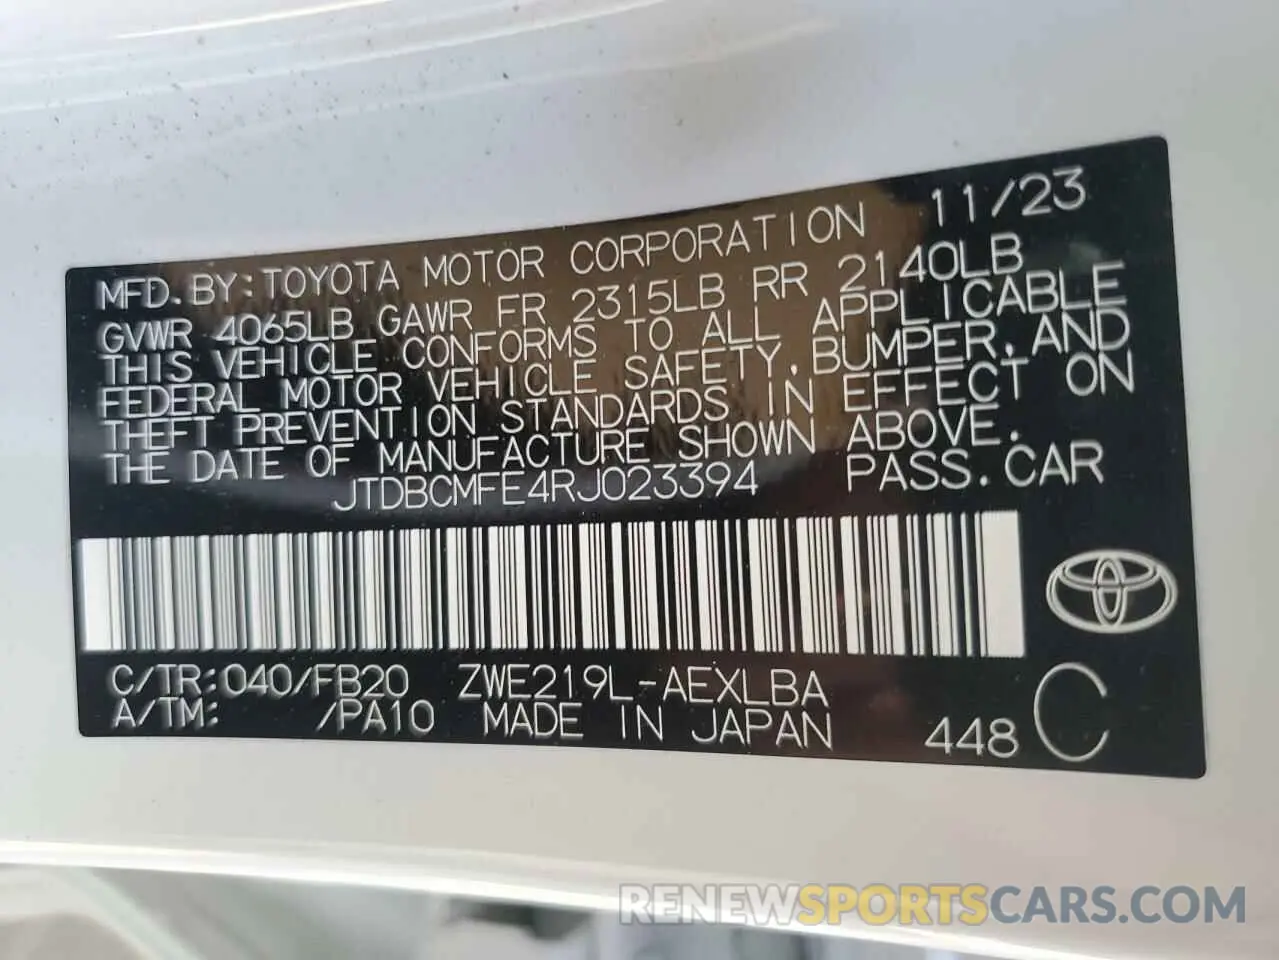 MFD.BY:TOYOTA MOTOR CORPORATION 11/23
GVWR 4065LB GAWR FR 2315LB RR 2140LB
THIS VEHICLE CONFORMS TO ALL APPLICABLE
FEDERAL MOTOR VEHICLE SAFETY,BUMPER,AND
THEFT PREVENTION STANDARDS IN EFFECT ON
THE DATE OF MANUFACTURE SHOWN ABOVE.
JTDBCMFE4RJ023394 PASS.CAR
C/TR:040/FB20 ZWE219L-AEXLBA
A/TM: /PA10 MADE IN JAPAN 448 C
RENEWSPORTSCARS.COM